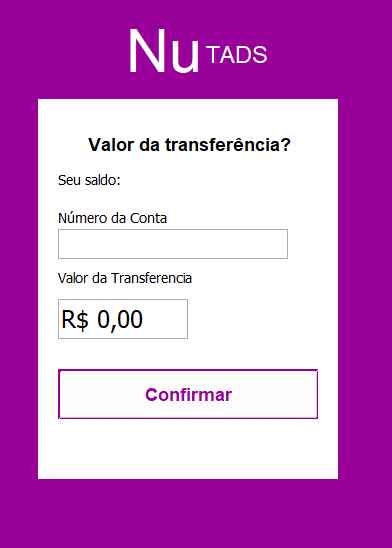 Nu TADS
Valor da transferência?
Seu saldo:
Número da Conta
Valor da Transferencia
R$ 0,00
Confirmar